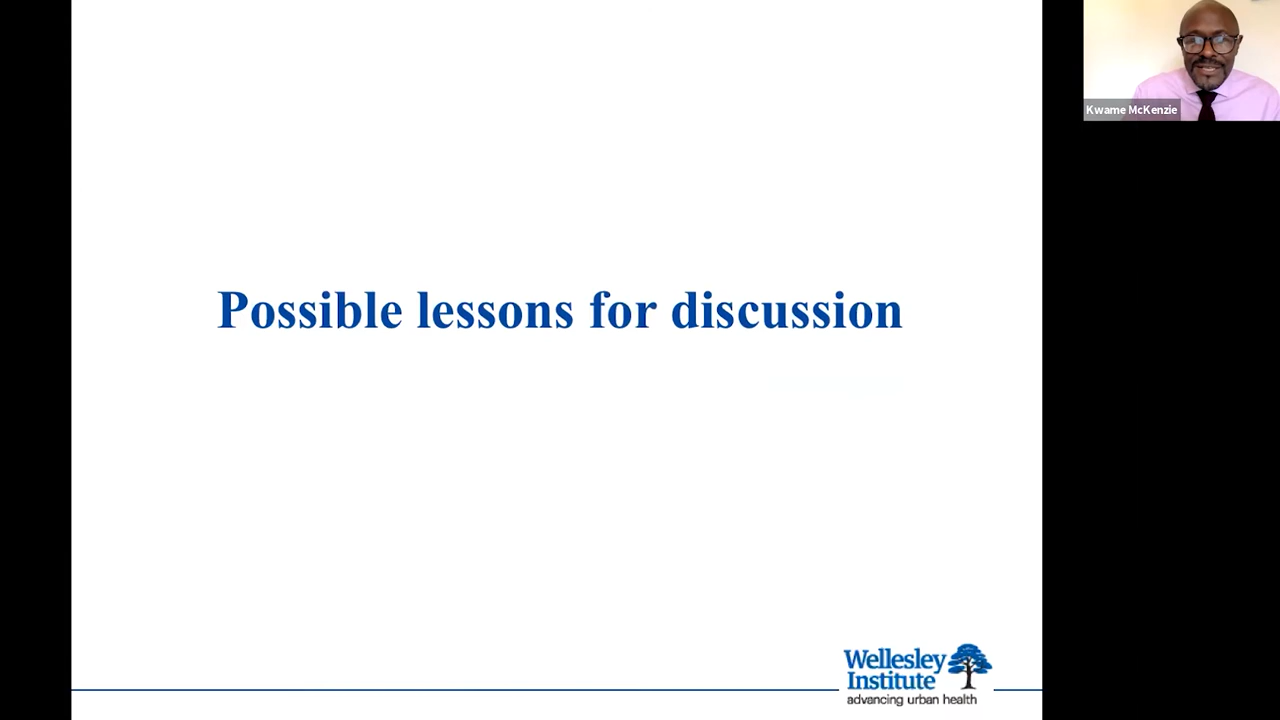 Kwame McKenzie
Possible lessons for discussion
Wellesley
Institute
advancing urban health